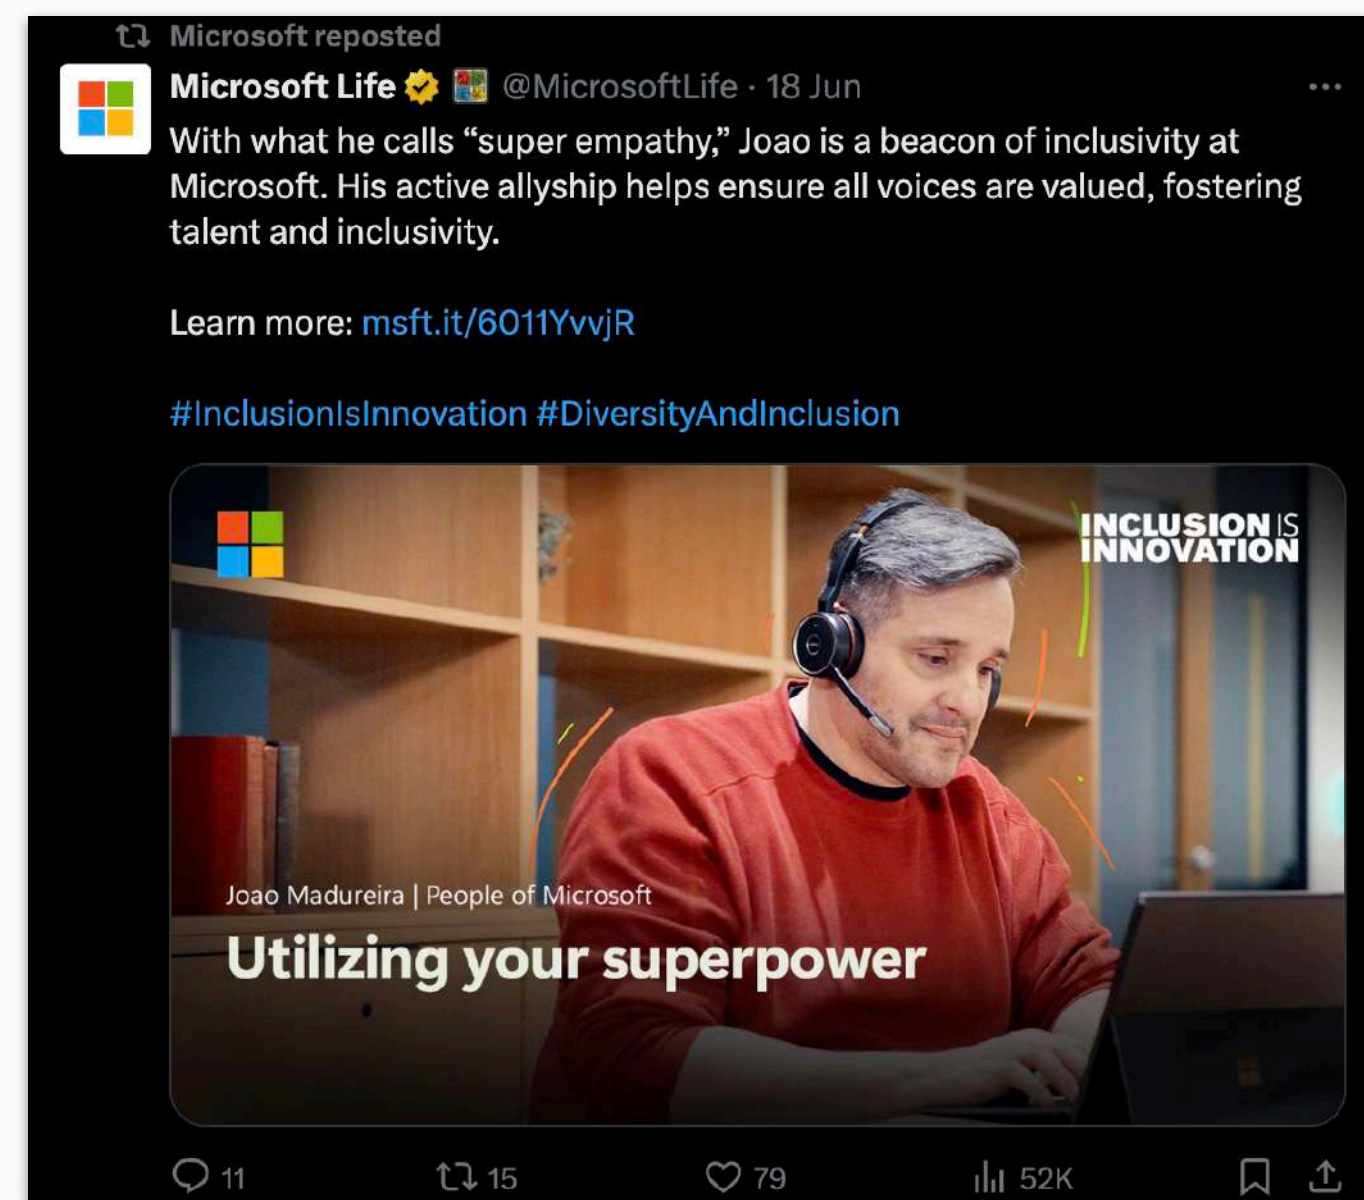 Microsoft reposted
Microsoft Life @MicrosoftLife · 18 Jun
With what he calls “super empathy,” Joao is a beacon of inclusivity at
Microsoft. His active allyship helps ensure all voices are valued, fostering
talent and inclusivity.
Learn more: msft.it/6011YvvjR
#InclusionIsInnovation #DiversityAndInclusion
INCLUSION IS
INNOVATION
Joao Madureira | People of Microsoft
Utilizing your superpower
11 15 79 52K